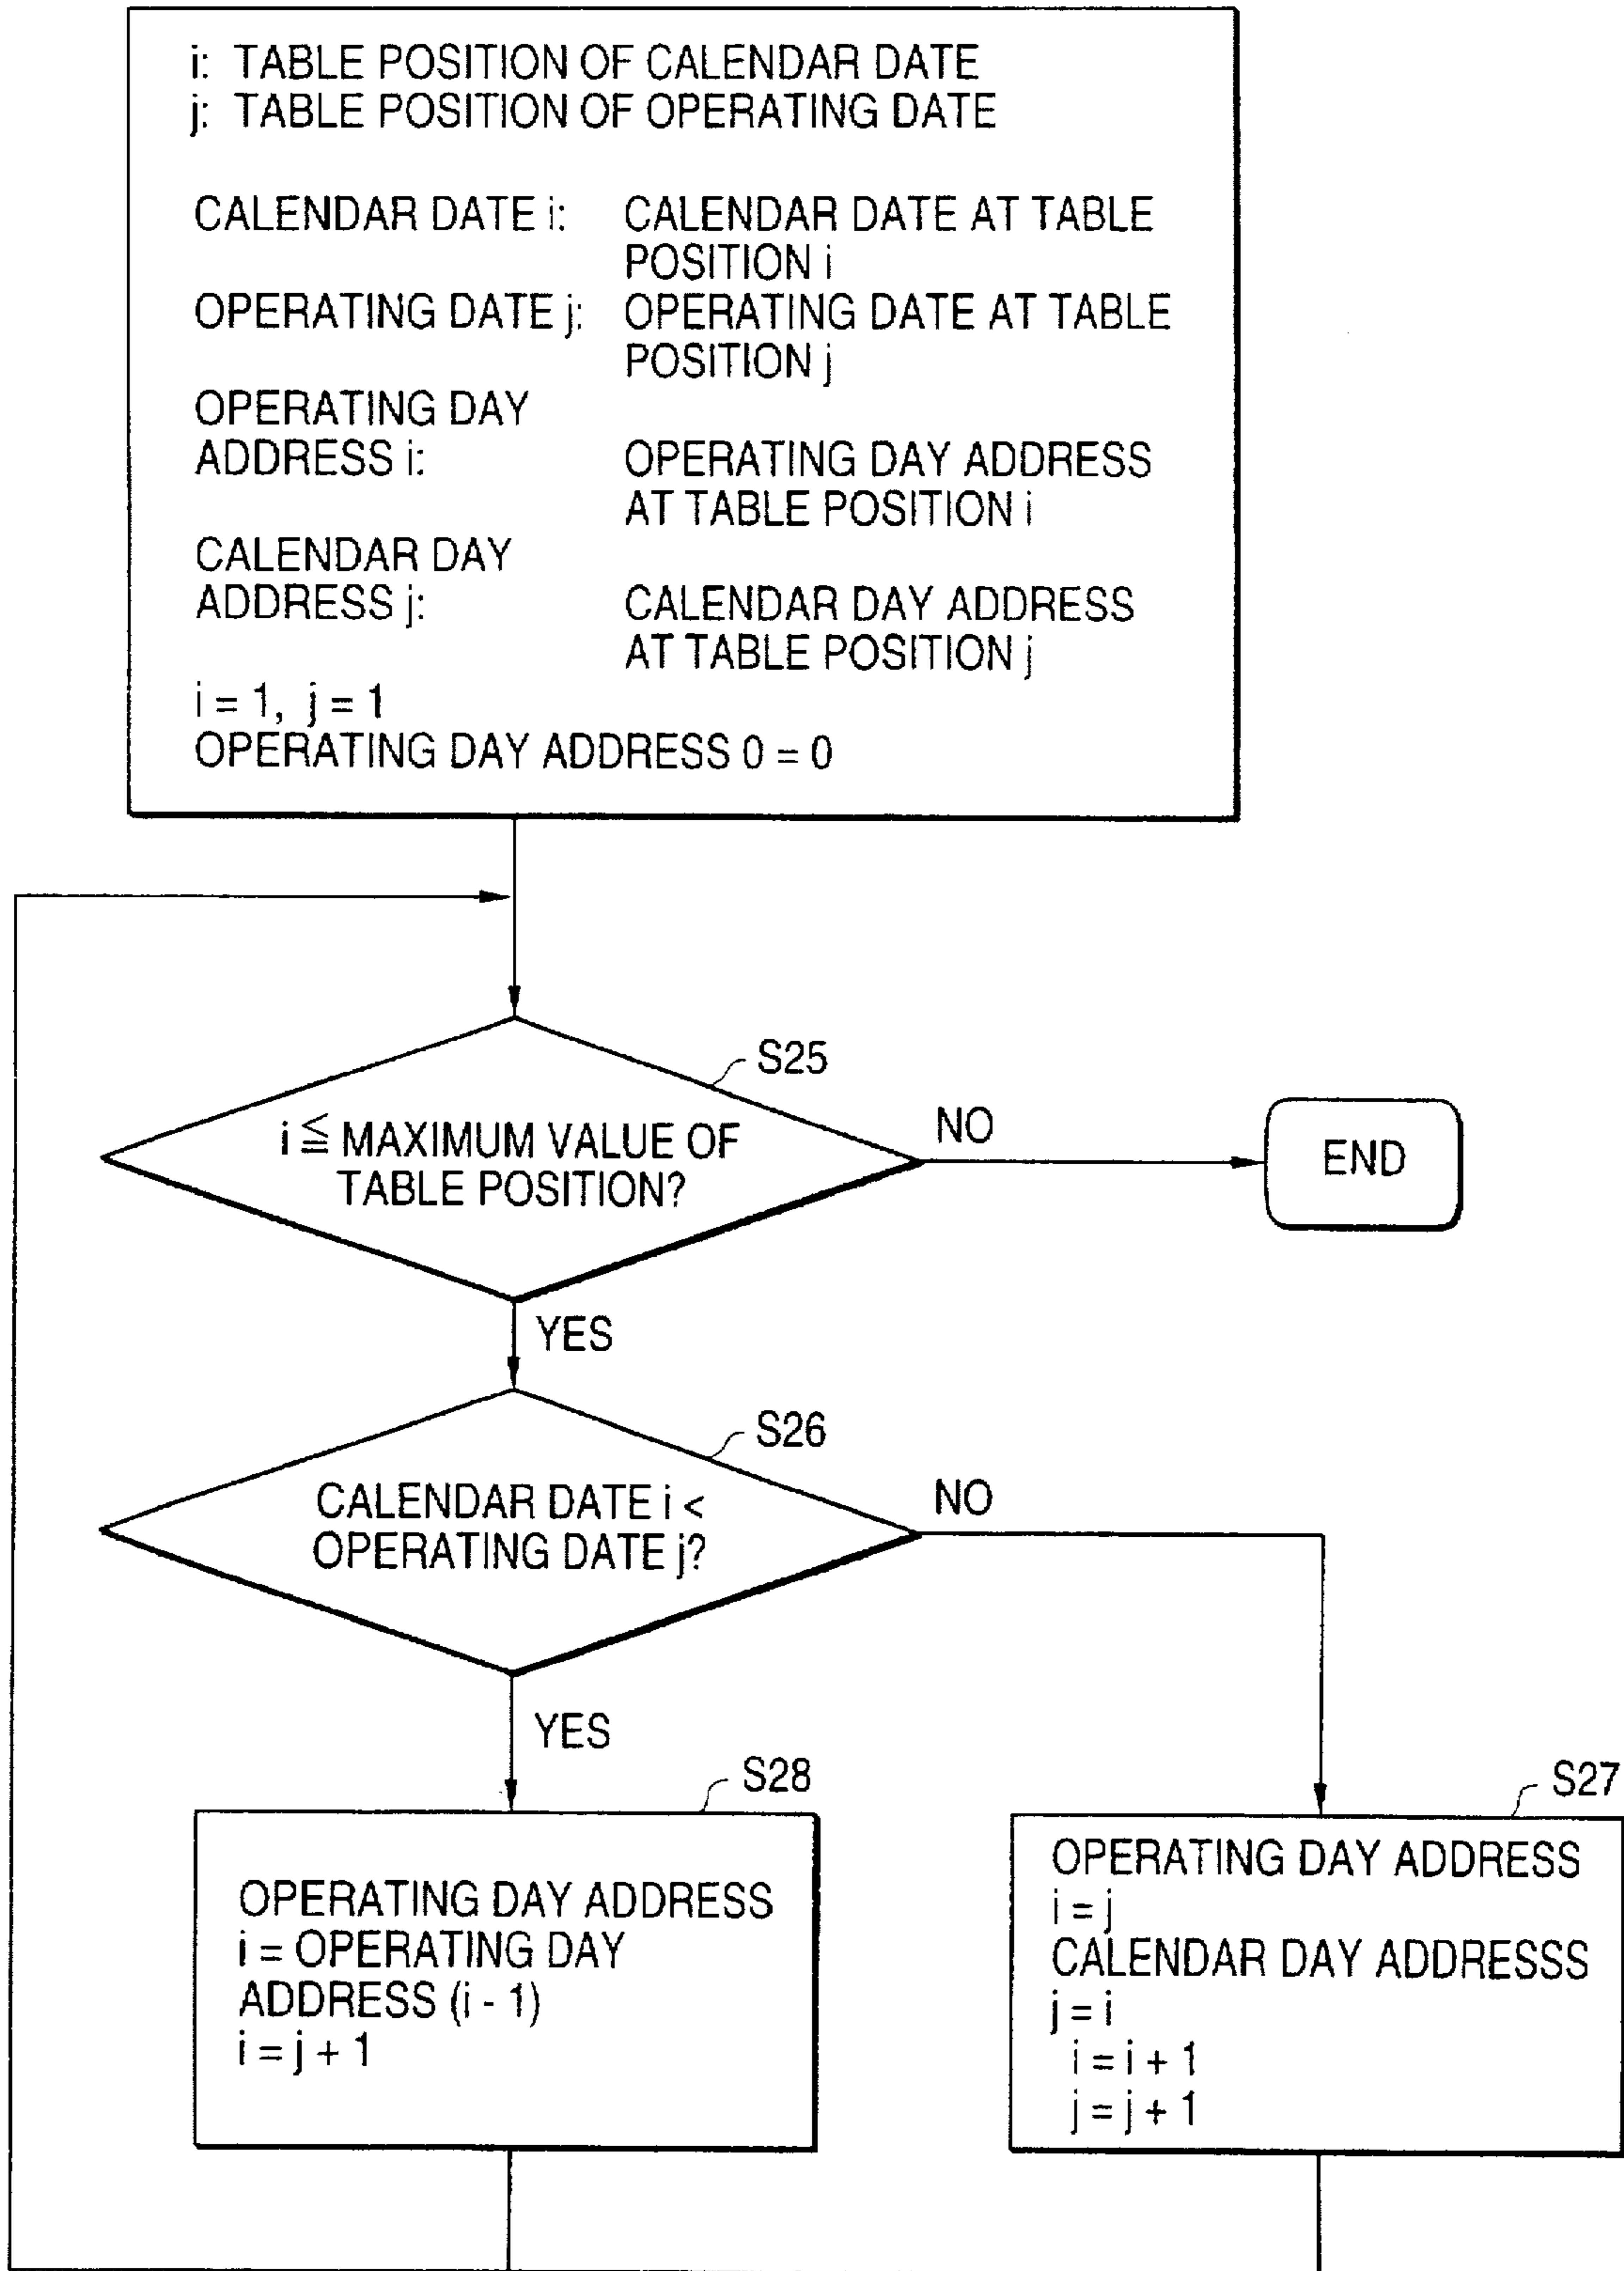 i: TABLE POSITION OF CALENDAR DATE
j: TABLE POSITION OF OPERATING DATE
CALENDAR DATE i: CALENDAR DATE AT TABLE
POSITION i
OPERATING DATE j: OPERATING DATE AT TABLE
POSITION j
OPERATING DAY
ADDRESS i: OPERATING DAY ADDRESS
AT TABLE POSITION i
CALENDAR DAY
ADDRESS j: CALENDAR DAY ADDRESS
AT TABLE POSITION j
i = 1, j = 1
OPERATING DAY ADDRESS 0 = 0
S25
i ≦ MAXIMUM VALUE OF
TABLE POSITION?
NO
END
YES
S26
CALENDAR DATE i <
OPERATING DATE j?
NO
YES
S28
OPERATING DAY ADDRESS
i = OPERATING DAY
ADDRESS (i - 1)
i = j + 1
S27
OPERATING DAY ADDRESS
i = j
CALENDAR DAY ADDRESSS
j = i
i = i + 1
j = j + 1